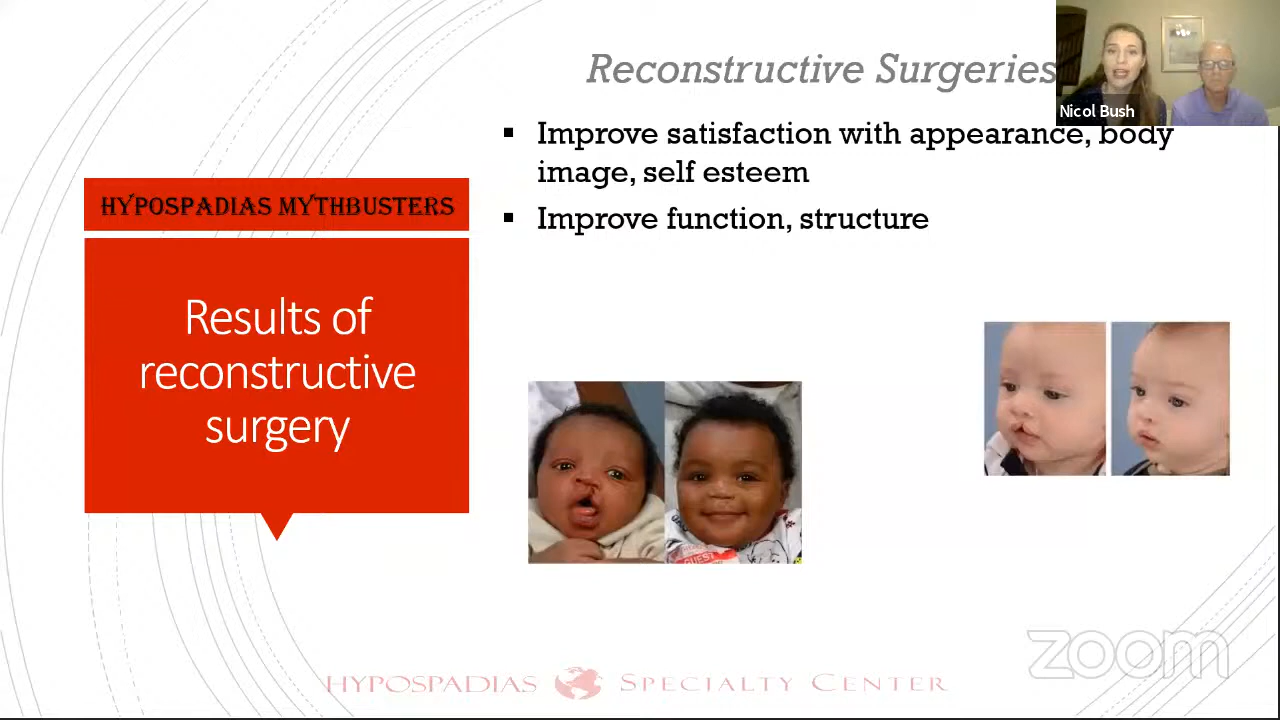 Reconstructive Surgeries
Nicol Bush
▪ Improve satisfaction with appearance, body
image, self esteem
▪ Improve function, structure
HYPOSPADIAS MYTHBUSTERS
Results of
reconstructive
surgery
GUEST
zoom
HYPOSPADIAS SPECIALTY CENTER